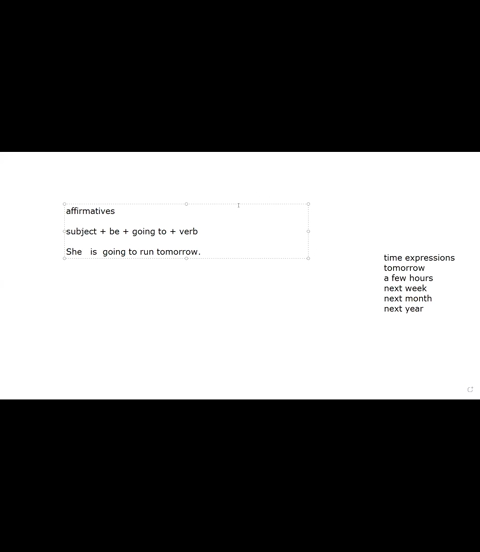 affirmatives
subject + be + going to + verb
She is going to run tomorrow.
time expressions
tomorrow
a few hours
next week
next month
next year